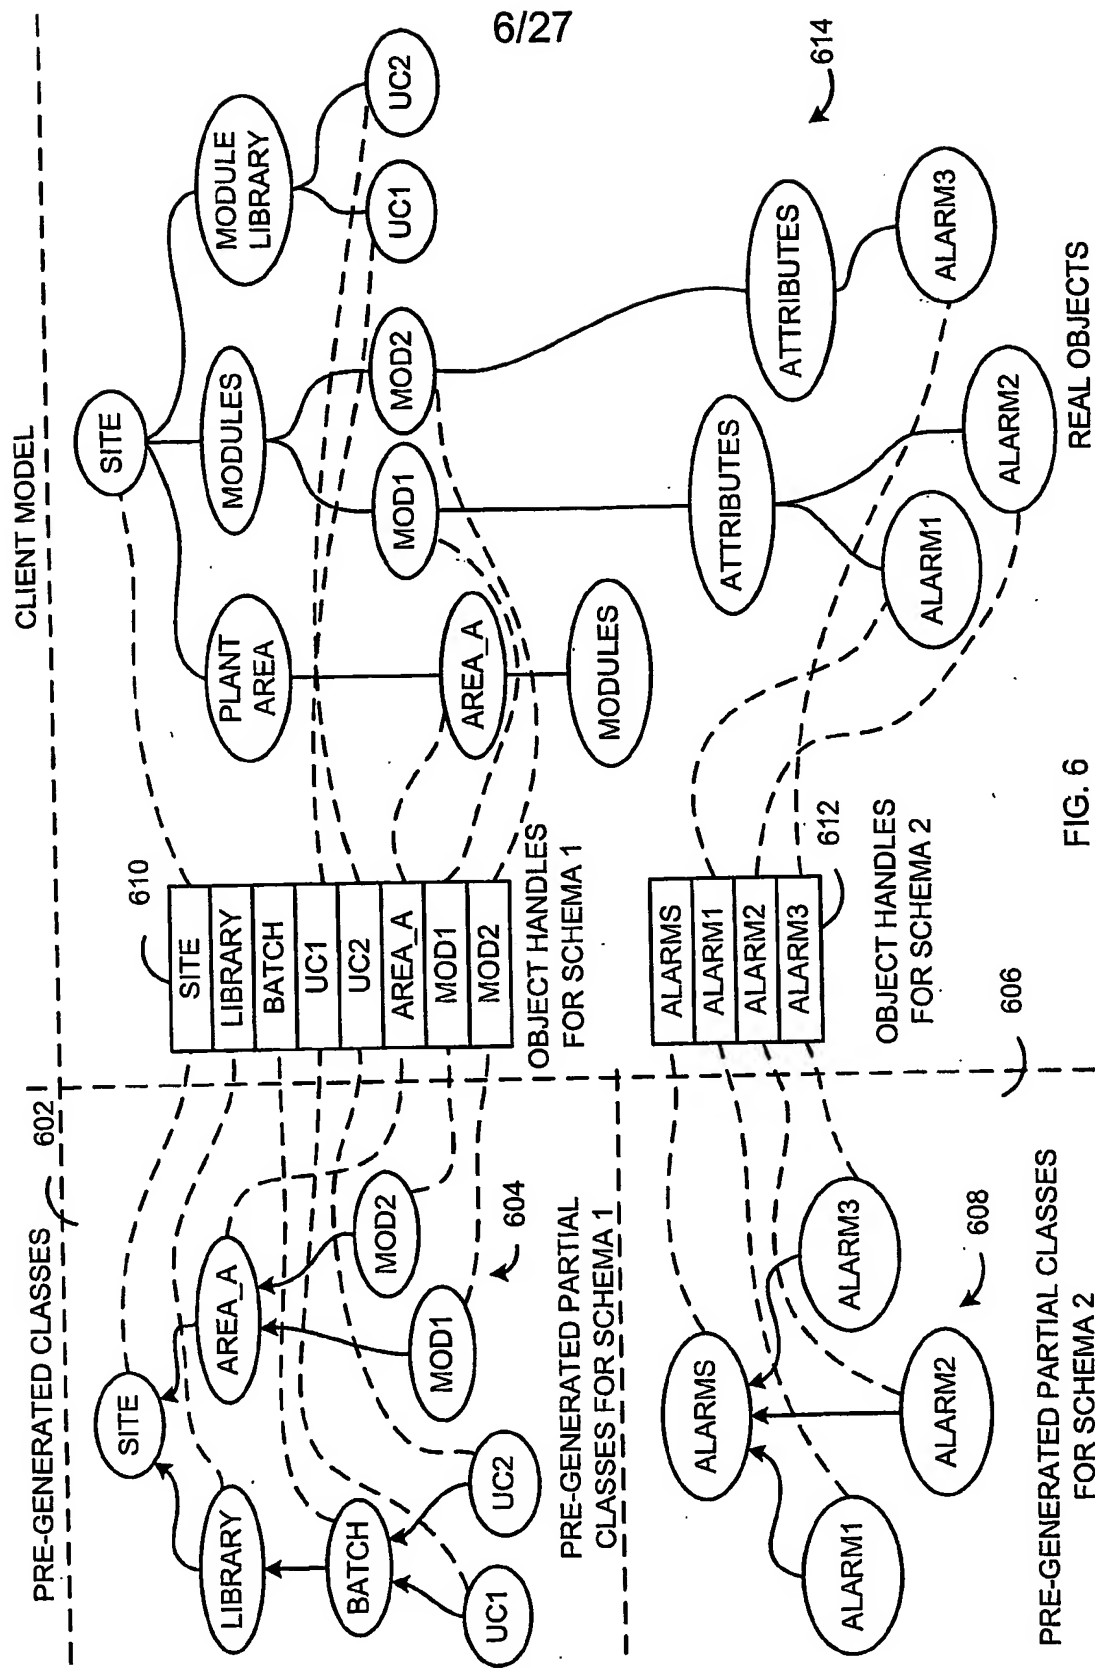 6/27
PRE-GENERATED CLASSES
602
CLIENT MODEL
SITE
LIBRARY
AREA_A
BATCH
MOD1
MOD2
UC1
UC2
604
PRE-GENERATED PARTIAL
CLASSES FOR SCHEMA 1
610
SITE
LIBRARY
BATCH
UC1
UC2
AREA_A
MOD1
MOD2
OBJECT HANDLES
FOR SCHEMA 1
SITE
PLANT
AREA
MODULES
MODULE
LIBRARY
AREA_A
MOD1
MOD2
UC1
UC2
MODULES
ALARMS
ALARM1
ALARM2
ALARM3
608
PRE-GENERATED PARTIAL CLASSES
FOR SCHEMA 2
606
ALARMS
ALARM1
ALARM2
ALARM3
612
OBJECT HANDLES
FOR SCHEMA 2
ATTRIBUTES
ATTRIBUTES
ALARM1
ALARM2
ALARM3
614
REAL OBJECTS
FIG. 6